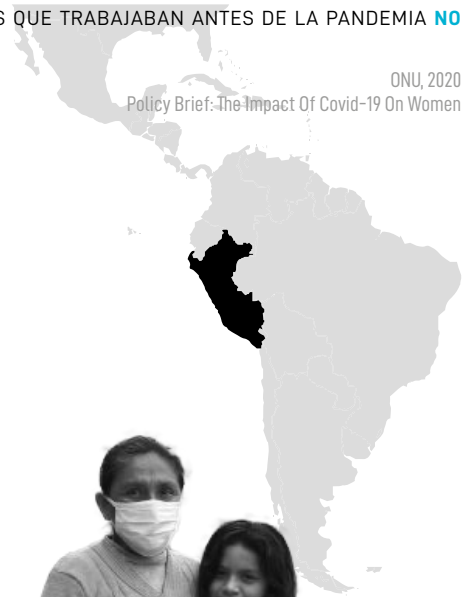 S QUE TRABAJABAN ANTES DE LA PANDEMIA NO
ONU, 2020
Policy Brief: The Impact Of Covid-19 On Women